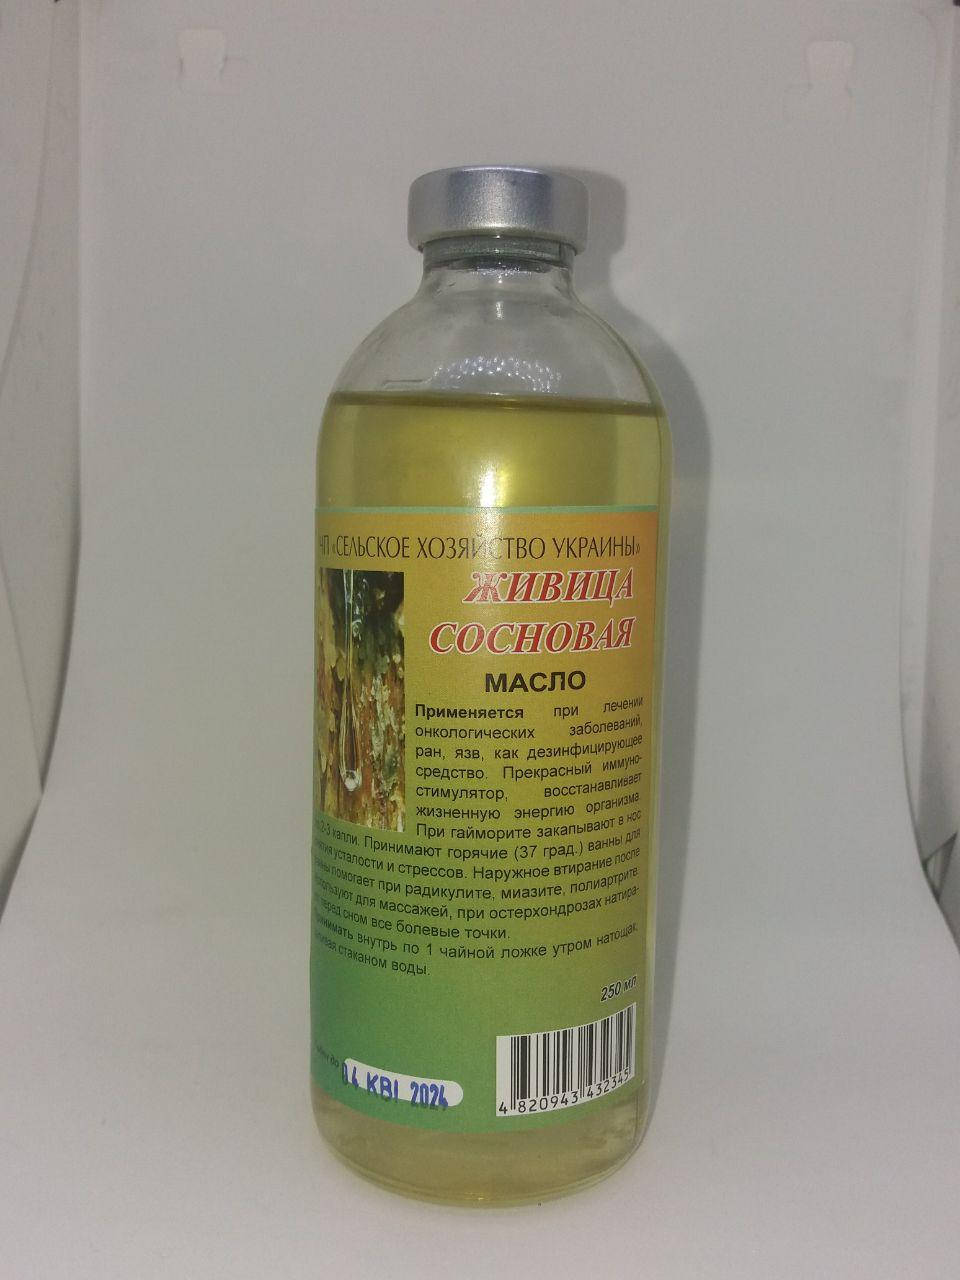 ЧП «СЕЛЬСКОЕ ХОЗЯЙСТВО УКРАИНЫ»
ЖИВИЦА
СОСНОВАЯ
МАСЛО
Применяется при лечении
онкологических заболеваний,
ран, язв, как дезинфицирующее
средство. Прекрасный иммуно-
стимулятор, восстанавливает
жизненную энергию организма.
При гайморите закапывают в нос
2-3 капли. Принимают горячие (37 град.) ванны для
усталости и стрессов. Наружное втирание после
помогает при радикулите, миазите, полиартрите.
для массажей, при остерхондрозах натира-
перед сном все болевые точки.
внутрь по 1 чайной ложке утром натощак,
стаканом воды.
250 мл
до 04 КВІ 2024
4 820943 432345